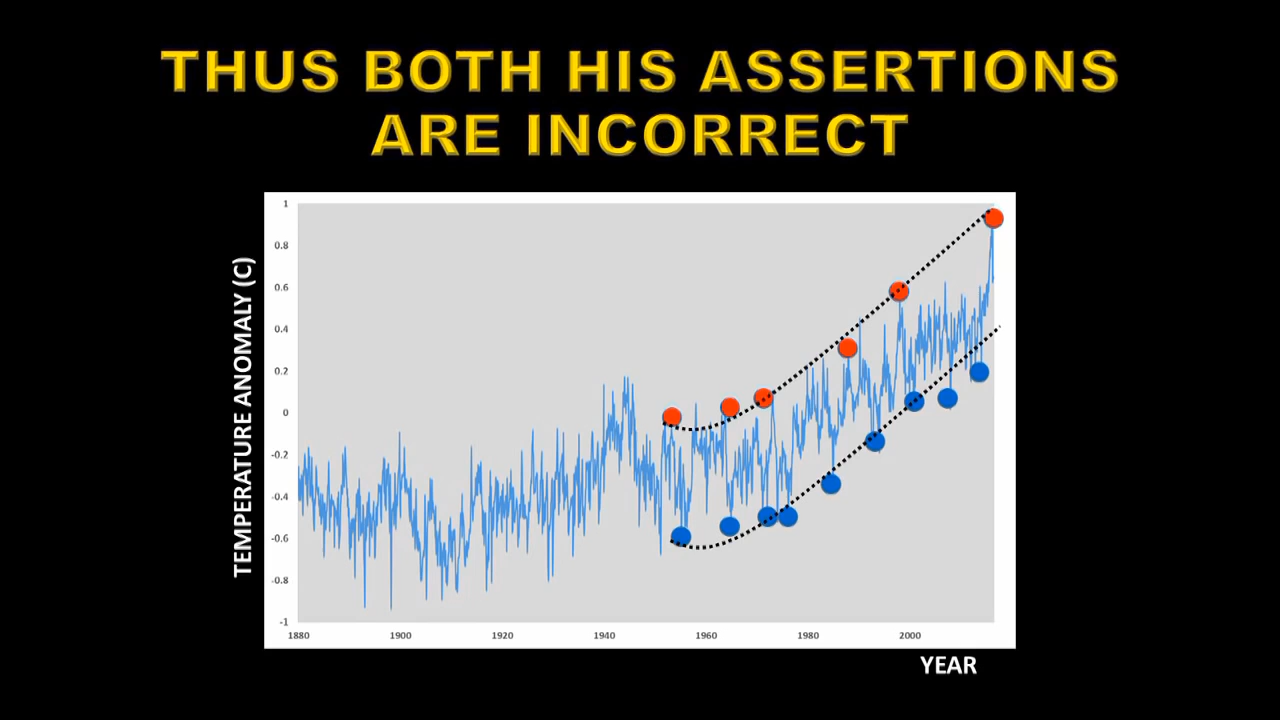 THUS BOTH HIS ASSERTIONS
ARE INCORRECT
TEMPERATURE ANOMALY (C)
1
0.8
0.6
0.4
0.2
0
-0.2
-0.4
-0.6
-0.8
-1
1880 1900 1920 1940 1960 1980 2000
YEAR